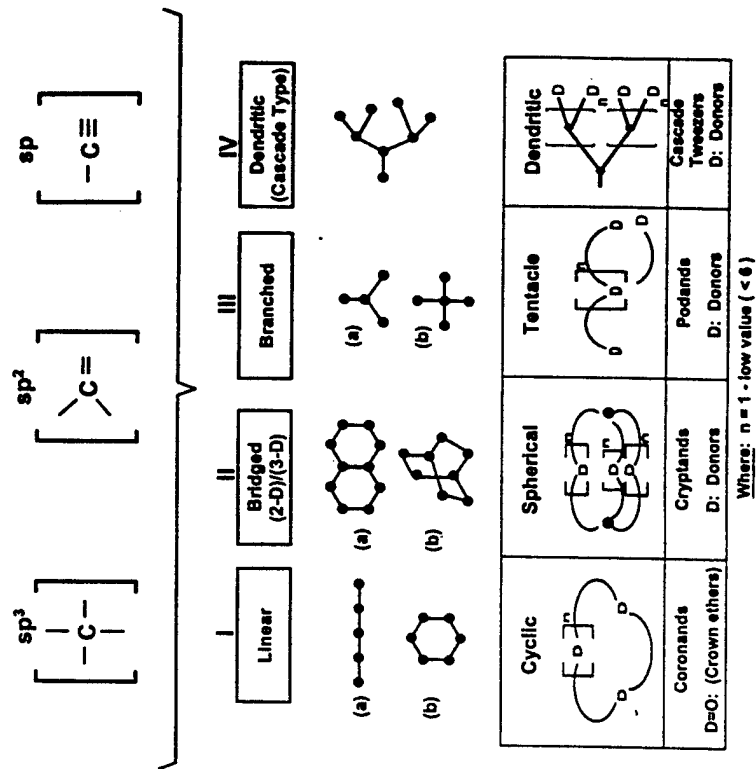 sp³ sp² sp
– C – C = – C ≡
I II III IV
Linear Bridged Branched Dendritic
(2-D)/(3-D) (Cascade Type)
(a) (a) (a)
(b) (b) (b)
Cyclic Spherical Tentacle Dendritic
n n n n
D D D D D D D D
D D D D D D n
Coronands Cryptands Podands Cascade
Tweezers
D=O: (Crown ethers) D: Donors D: Donors D: Donors
Where: n = 1 - low value ( < 6 )